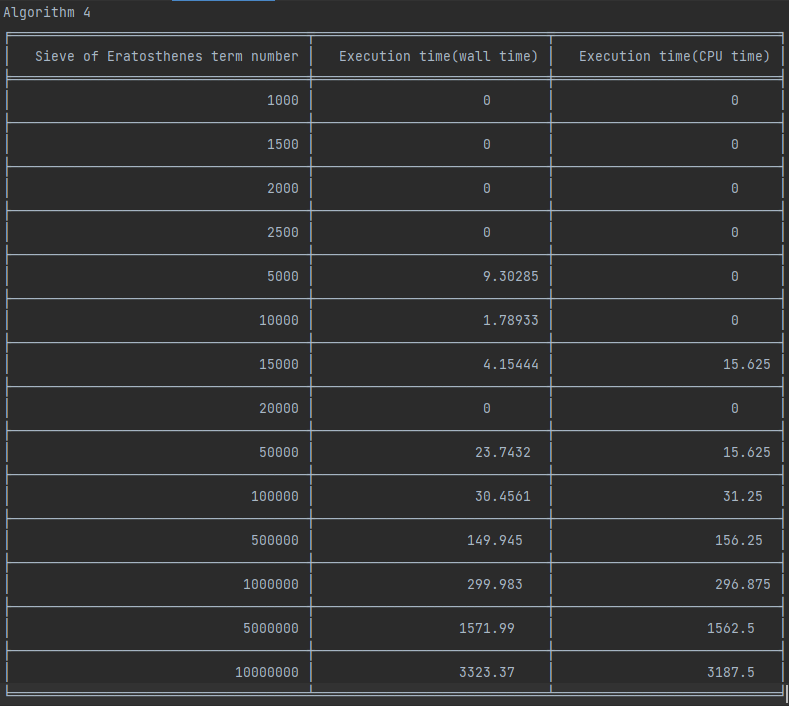 Algorithm 4
Sieve of Eratosthenes term number Execution time(wall time) Execution time(CPU time)
1000 0 0
1500 0 0
2000 0 0
2500 0 0
5000 9.30285 0
10000 1.78933 0
15000 4.15444 15.625
20000 0 0
50000 23.7432 15.625
100000 30.4561 31.25
500000 149.945 156.25
1000000 299.983 296.875
5000000 1571.99 1562.5
10000000 3323.37 3187.5